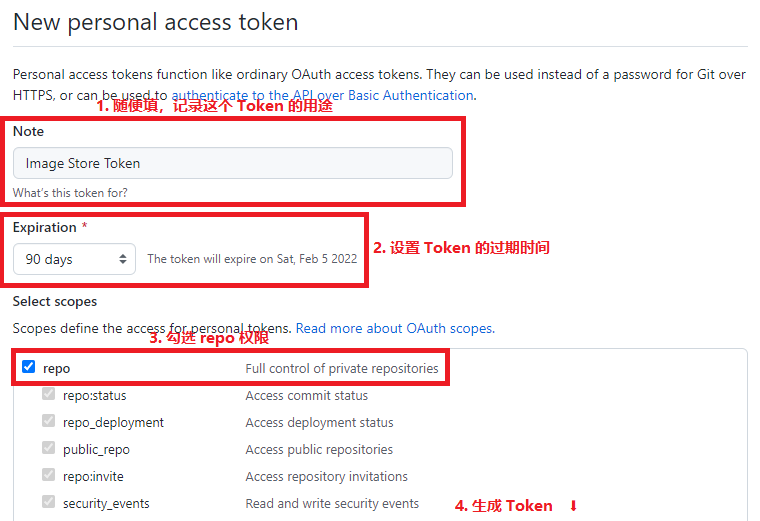 New personal access token
Personal access tokens function like ordinary OAuth access tokens. They can be used instead of a password for Git over
HTTPS, or can be used to authenticate to the API over Basic Authentication.
1. 随便填，记录这个 Token 的用途
Note
Image Store Token
What's this token for?
Expiration *
90 days The token will expire on Sat, Feb 5 2022
2. 设置 Token 的过期时间
Select scopes
Scopes define the access for personal tokens. Read more about OAuth scopes.
3. 勾选 repo 权限
repo Full control of private repositories
repo:status Access commit status
repo_deployment Access deployment status
public_repo Access public repositories
repo:invite Access repository invitations
security_events Read and write security events
4. 生成 Token ⬇